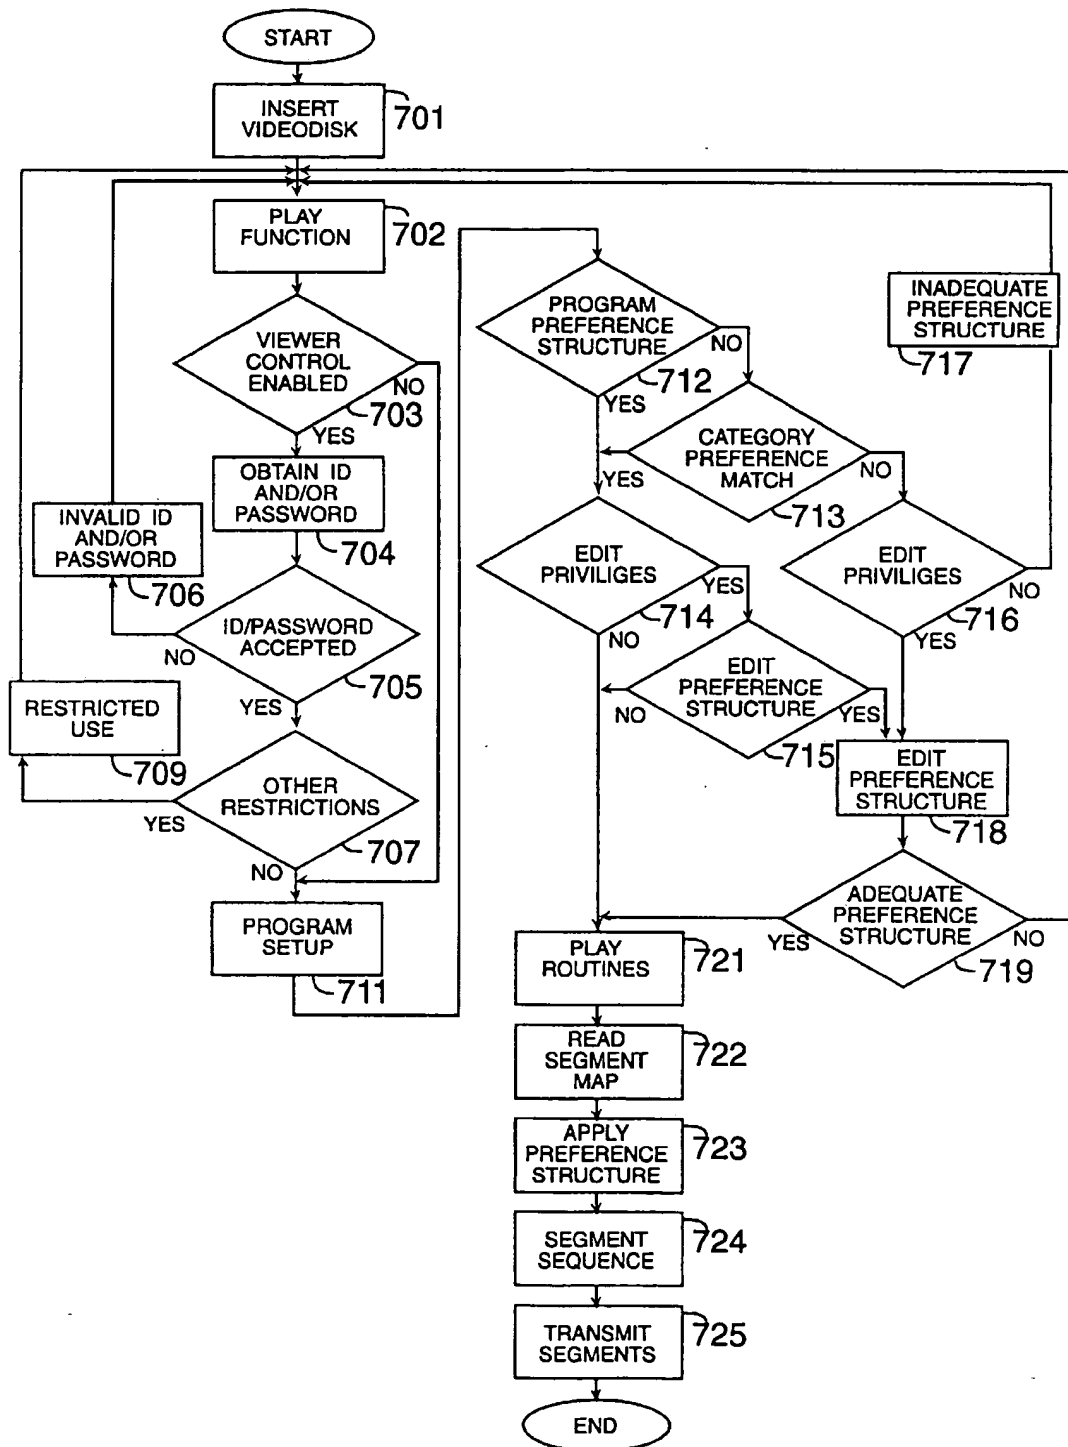 START
INSERT
VIDEODISK
701
PLAY
FUNCTION
702
VIEWER
CONTROL
ENABLED
NO
703
YES
OBTAIN ID
AND/OR
PASSWORD
704
INVALID ID
AND/OR
PASSWORD
706
ID/PASSWORD
ACCEPTED
NO
705
YES
RESTRICTED
USE
709
OTHER
RESTRICTIONS
YES
707
NO
PROGRAM
SETUP
711
PROGRAM
PREFERENCE
STRUCTURE
NO
712
YES
CATEGORY
PREFERENCE
MATCH
YES
NO
713
INADEQUATE
PREFERENCE
STRUCTURE
717
EDIT
PRIVILIGES
YES
714
NO
EDIT
PRIVILIGES
NO
716
YES
EDIT
PREFERENCE
STRUCTURE
NO
YES
715
EDIT
PREFERENCE
STRUCTURE
718
ADEQUATE
PREFERENCE
STRUCTURE
YES
NO
719
PLAY
ROUTINES
721
READ
SEGMENT
MAP
722
APPLY
PREFERENCE
STRUCTURE
723
SEGMENT
SEQUENCE
724
TRANSMIT
SEGMENTS
725
END